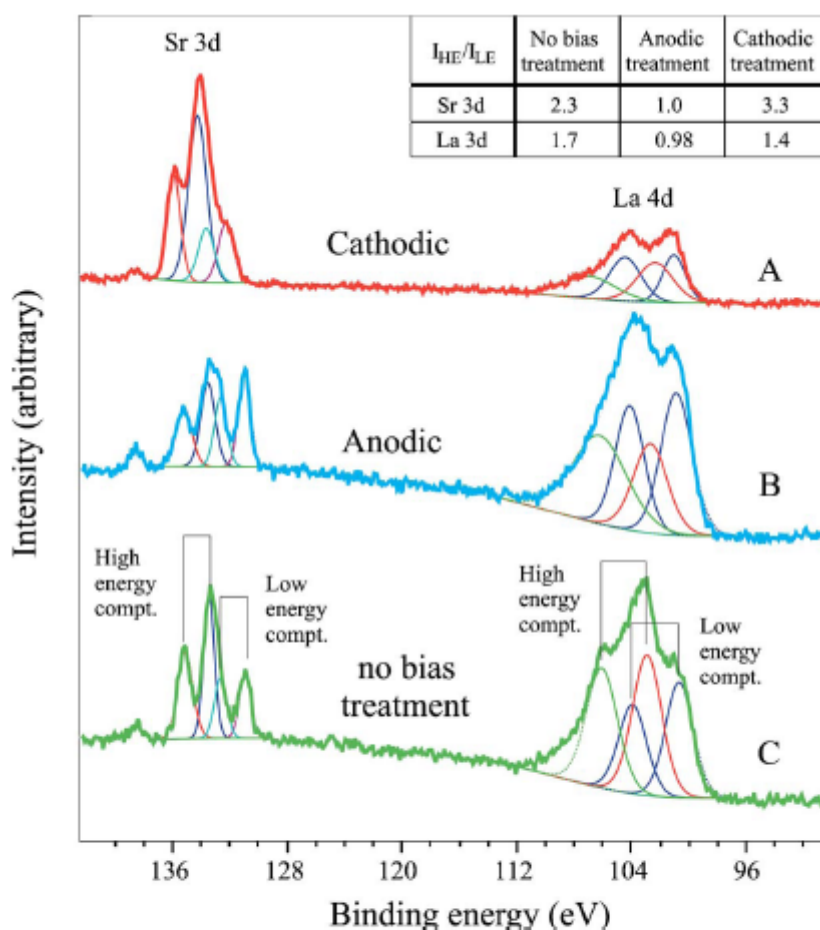 Sr 3d
I_HE/I_LE No bias treatment Anodic treatment Cathodic treatment
Sr 3d 2.3 1.0 3.3
La 3d 1.7 0.98 1.4
La 4d
Cathodic
A
Anodic
B
High
energy
compt.
Low
energy
compt.
no bias
treatment
High
energy
compt.
Low
energy
compt.
C
Intensity (arbitrary)
136 128 120 112 104 96
Binding energy (eV)